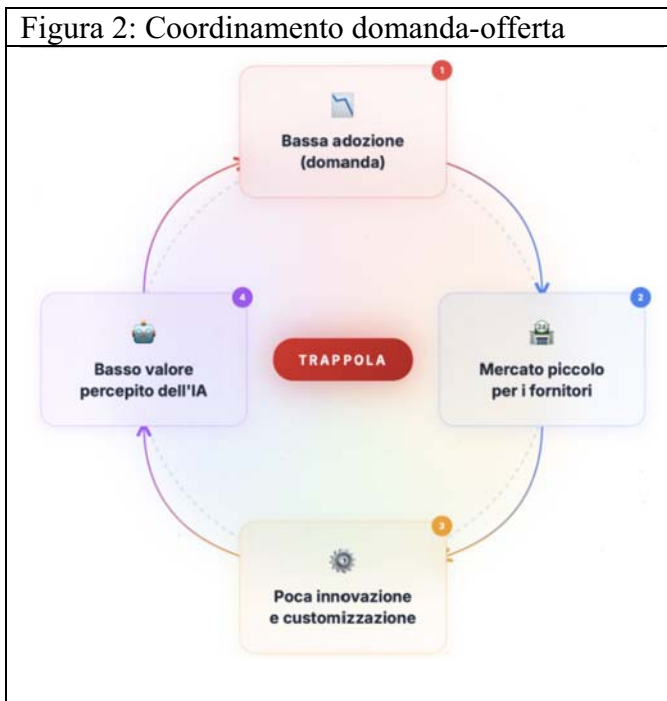 Figura 2: Coordinamento domanda-offerta
1
Bassa adozione
(domanda)
2
Mercato piccolo
per i fornitori
3
Poca innovazione
e customizzazione
4
Basso valore
percepito dell'IA
TRAPPOLA